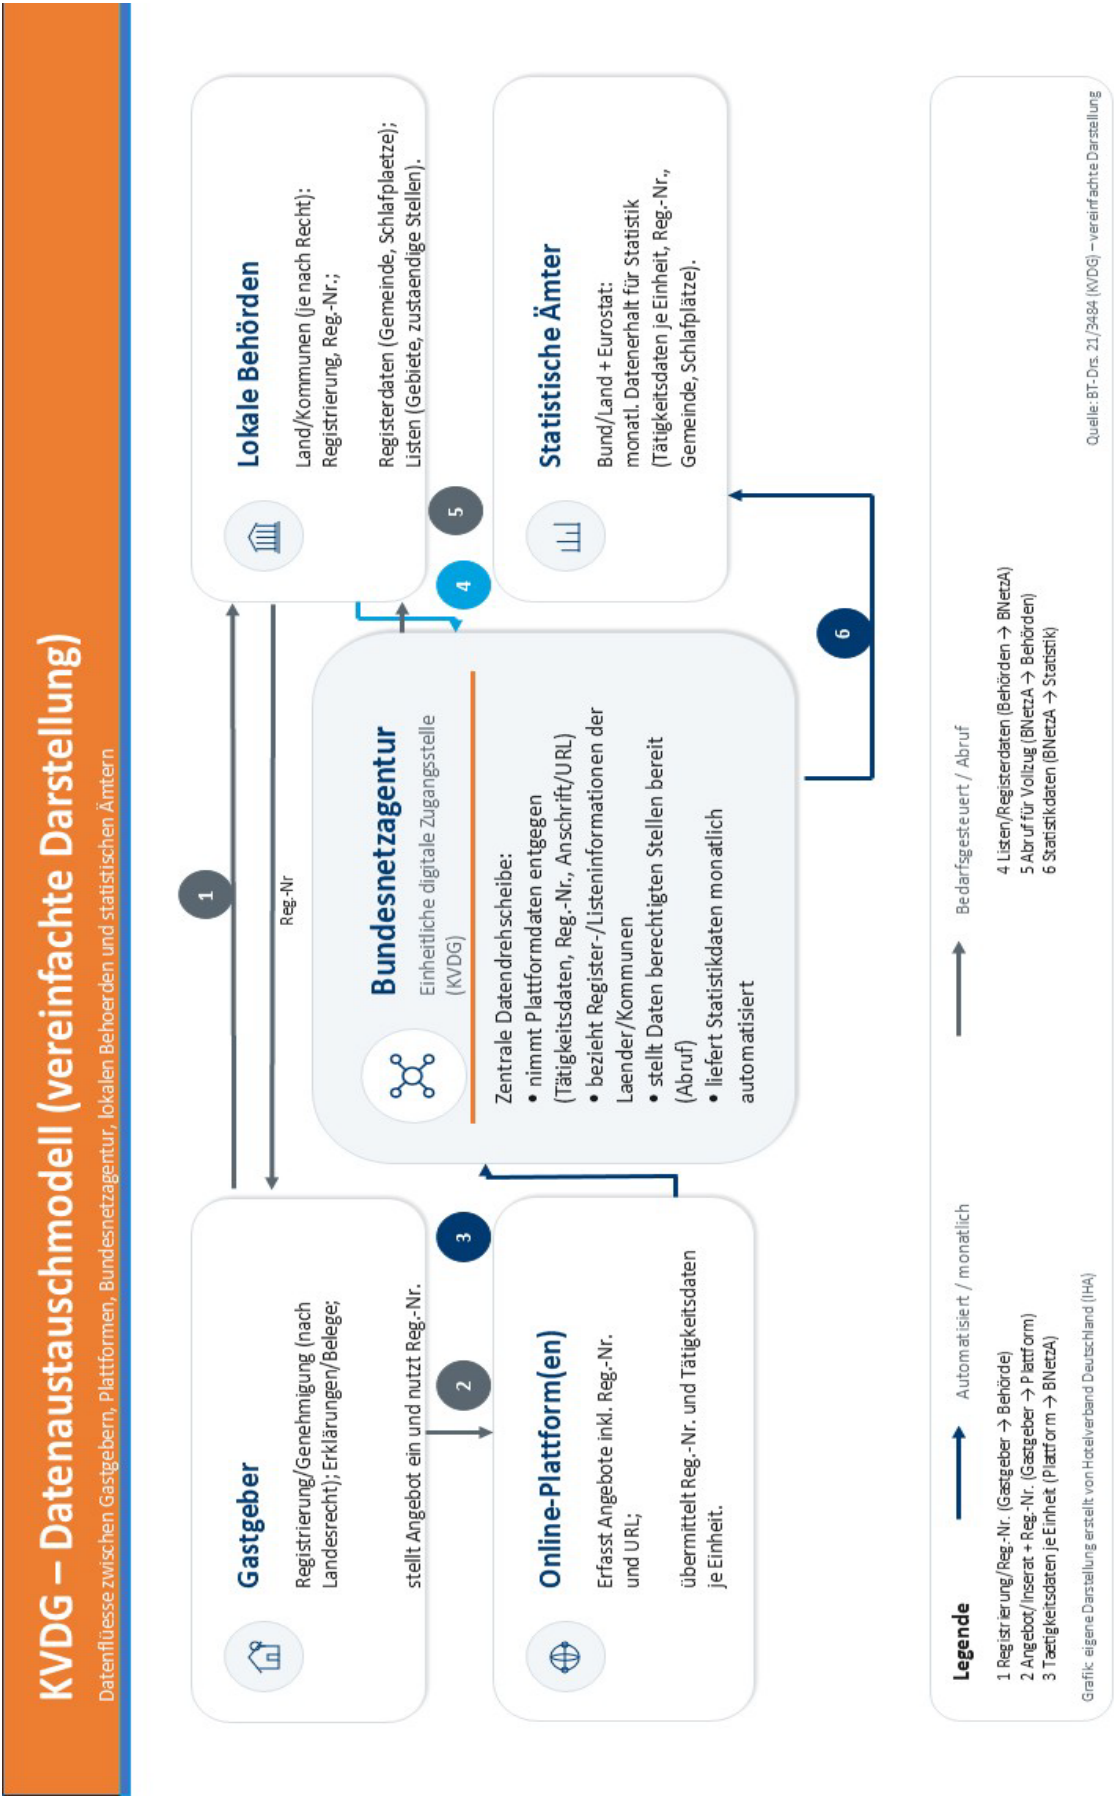 KVDG – Datenaustauschmodell (vereinfachte Darstellung)
Datenflüesse zwischen Gastgebern, Plattformen, Bundesnetzagentur, lokalen Behoerden und statistischen Ämtern
Gastgeber
Registrierung/Genehmigung (nach
Landesrecht); Erklärungen/Belege;
stellt Angebot ein und nutzt Reg.-Nr.
1
Reg.-Nr
Lokale Behörden
Land/Kommunen (je nach Recht):
Registrierung, Reg.-Nr.;
Registerdaten (Gemeinde, Schlafplaetze);
Listen (Gebiete, zustaendige Stellen).
2
3
4
5
Bundesnetzagentur
Einheitliche digitale Zugangsstelle
(KVDG)
Zentrale Datendrehscheibe:
• nimmt Plattformdaten entgegen
(Tätigkeitsdaten, Reg.-Nr., Anschrift/URL)
• bezieht Register-/Listeninformationen der
Laender/Kommunen
• stellt Daten berechtigten Stellen bereit
(Abruf)
• liefert Statistikdaten monatlich
automatisiert
Online-Plattform(en)
Erfasst Angebote inkl. Reg.-Nr.
und URL;
übermittelt Reg.-Nr. und Tätigkeitsdaten
je Einheit.
Statistische Ämter
Bund/Land + Eurostat:
monatl. Datenerhalt für Statistik
(Tätigkeitsdaten je Einheit, Reg.-Nr.,
Gemeinde, Schlafplätze).
6
Legende
Automatisiert / monatlich
Bedarfsgesteuert / Abruf
1 Registrierung/Reg.-Nr. (Gastgeber → Behörde)
2 Angebot/Inserat + Reg.-Nr. (Gastgeber → Plattform)
3 Taetigkeitsdaten je Einheit (Plattform → BNetzA)
4 Listen/Registerdaten (Behörden → BNetzA)
5 Abruf für Vollzug (BNetzA → Behörden)
6 Statistikdaten (BNetzA → Statistik)
Grafik: eigene Darstellung erstellt von Hotelverband Deutschland (IHA)
Quelle: BT-Drs. 21/3484 (KVDG) – vereinfachte Darstellung